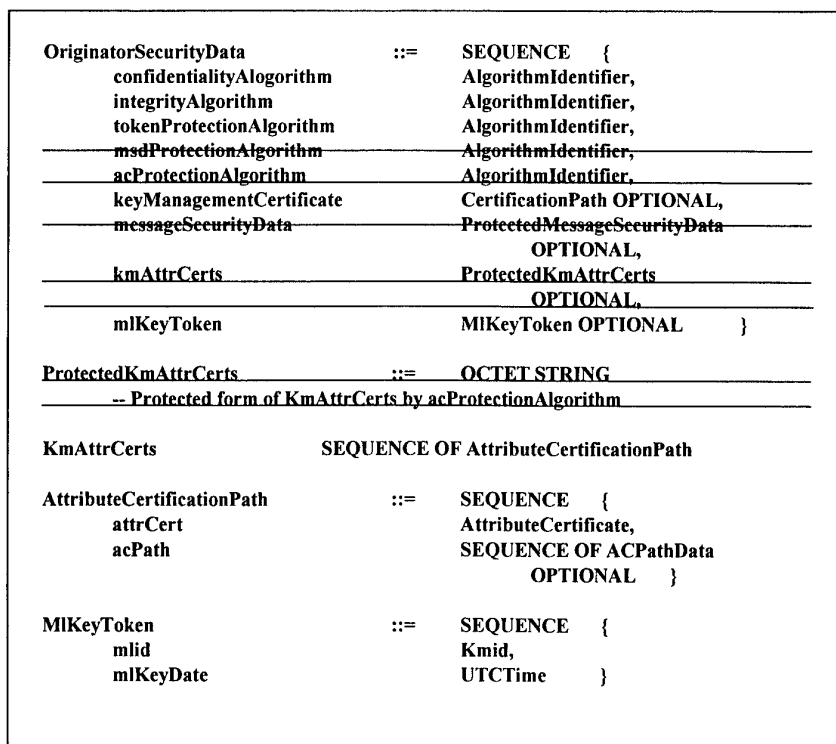 OriginatorSecurityData ::= SEQUENCE {
confidentialityAlogorithm AlgorithmIdentifier,
integrityAlgorithm AlgorithmIdentifier,
tokenProtectionAlgorithm AlgorithmIdentifier,
msdProtectionAlgorithm AlgorithmIdentifier,
acProtectionAlgorithm AlgorithmIdentifier,
keyManagementCertificate CertificationPath OPTIONAL,
messageSecurityData ProtectedMessageSecurityData
OPTIONAL,
kmAttrCerts ProtectedKmAttrCerts
OPTIONAL,
mlKeyToken MlKeyToken OPTIONAL }
ProtectedKmAttrCerts ::= OCTET STRING
-- Protected form of KmAttrCerts by acProtectionAlgorithm
KmAttrCerts SEQUENCE OF AttributeCertificationPath
AttributeCertificationPath ::= SEQUENCE {
attrCert AttributeCertificate,
acPath SEQUENCE OF ACPathData
OPTIONAL }
MlKeyToken ::= SEQUENCE {
mlid Kmid,
mlKeyDate UTCTime }